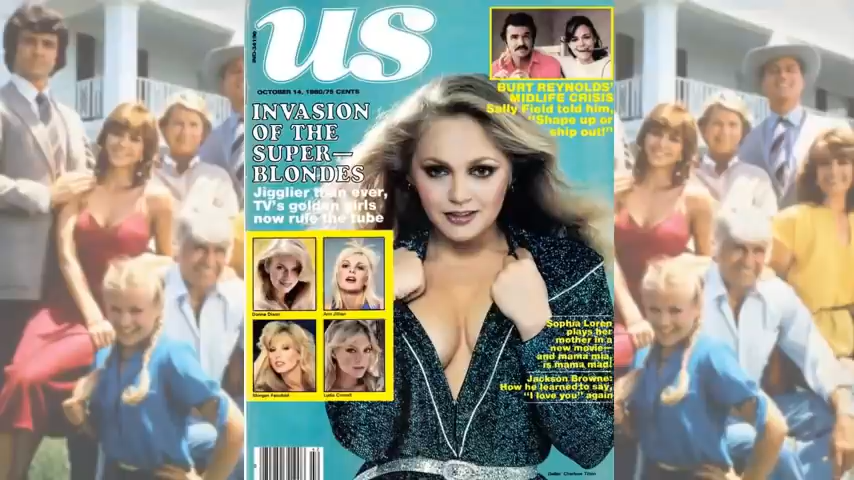 us
OCTOBER 14, 1980/75 CENTS
INVASION
OF THE
SUPER—
BLONDES
Jigglier than ever,
TV's golden girls
now rule the tube
BURT REYNOLDS'
MIDLIFE CRISIS
Sally Field told him,
"Shape up or
ship out!"
Donna Dixon
Ann Jillian
Morgan Fairchild
Lydia Cornell
Sophia Loren
plays her
mother in a
new movie—
and mama mia,
is mama mad!
Jackson Browne:
How he learned to say,
"I love you" again
Dallas' Charlene Tilton